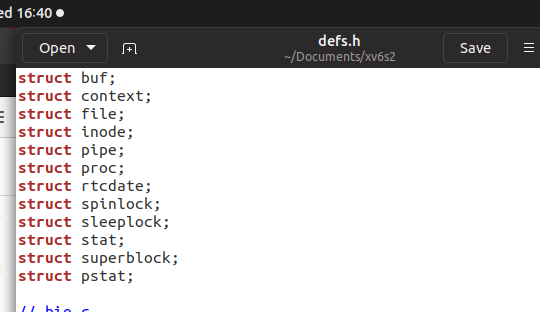 ed 16:40
Open
defs.h
~/Documents/xv6s2
Save
struct buf;
struct context;
struct file;
struct inode;
struct pipe;
struct proc;
struct rtcdate;
struct spinlock;
struct sleeplock;
struct stat;
struct superblock;
struct pstat;
// bio.c